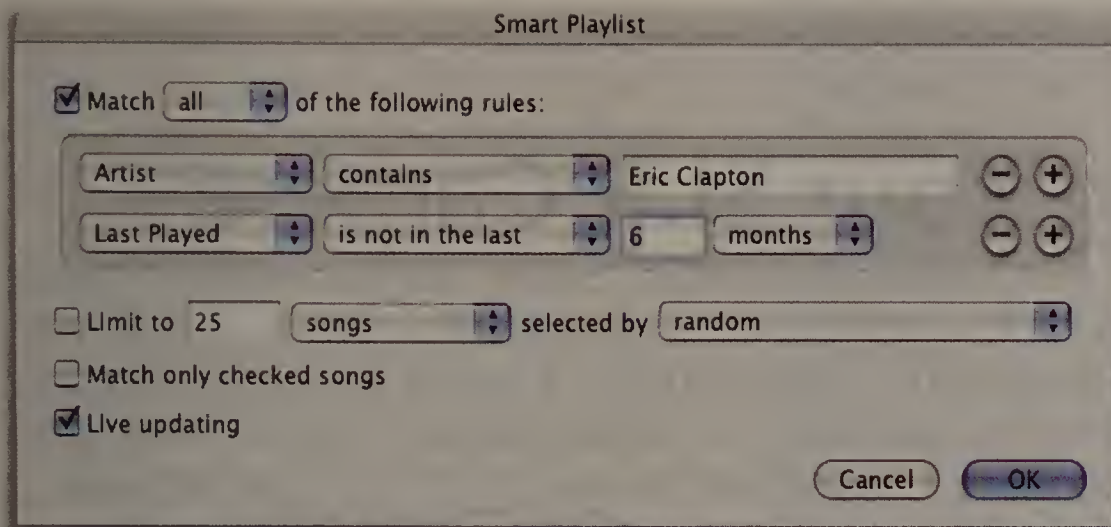 Smart Playlist
Match all of the following rules:
Artist contains Eric Clapton
Last Played is not in the last 6 months
Limit to 25 songs selected by random
Match only checked songs
Live updating
Cancel OK